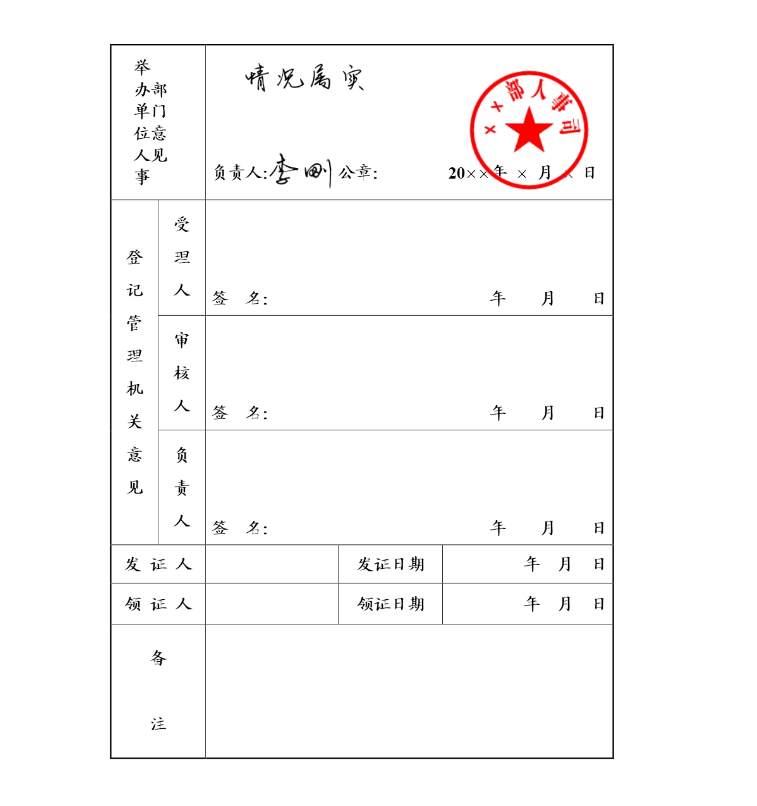 举办单位人事部门意见
情况属实
××部人事司
负责人:李刚 公章: 20××年 × 月 × 日
登记管理机关意见
受理人
签 名: 年 月 日
审核人
签 名: 年 月 日
负责人
签 名: 年 月 日
发 证 人 发证日期 年 月 日
领 证 人 领证日期 年 月 日
备注